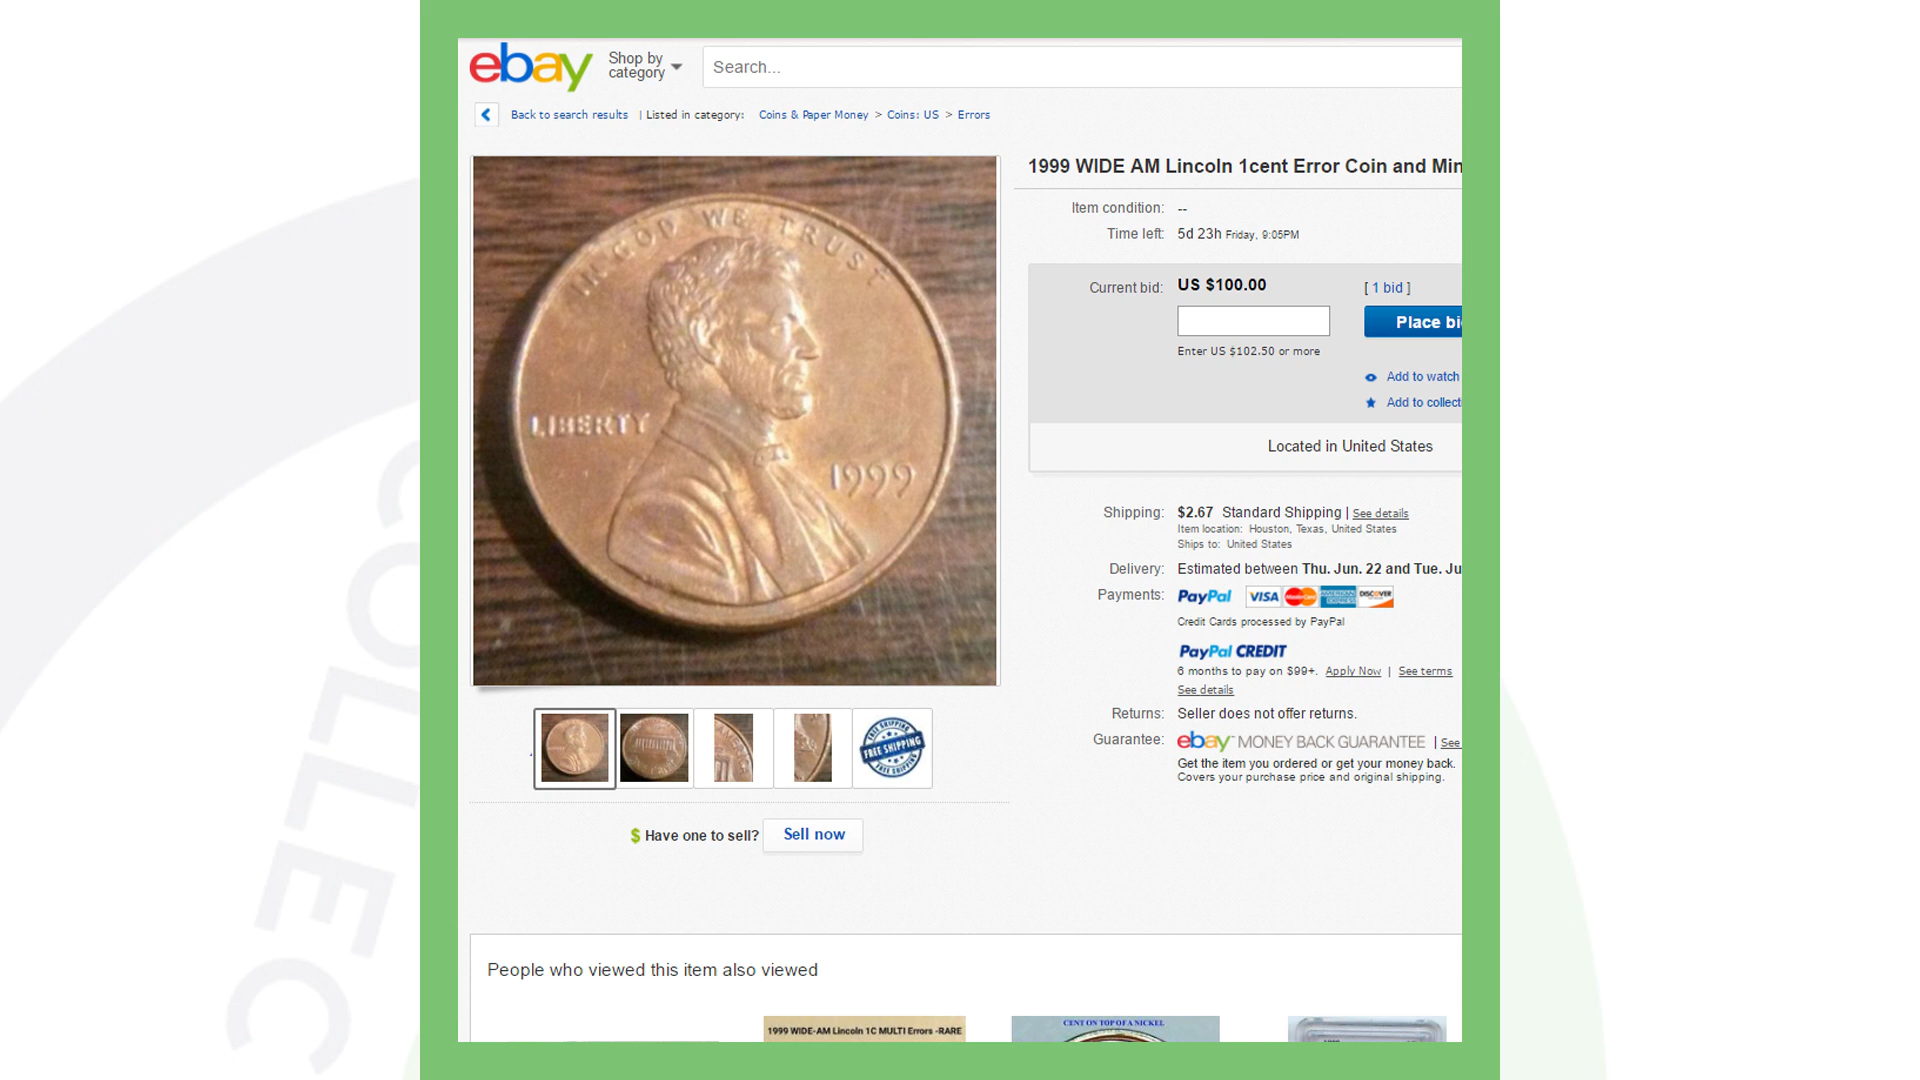 ebay
Shop by
category
Search...
Back to search results | Listed in category: Coins & Paper Money > Coins: US > Errors
1999 WIDE AM Lincoln 1cent Error Coin and Min
Item condition: --
Time left: 5d 23h Friday, 9:05PM
Current bid: US $100.00 [ 1 bid ]
Place bi
Enter US $102.50 or more
Add to watch
Add to collect
Located in United States
IN GOD WE TRUST
LIBERTY
1999
Shipping: $2.67 Standard Shipping | See details
Item location: Houston, Texas, United States
Ships to: United States
Delivery: Estimated between Thu. Jun. 22 and Tue. Ju
Payments: PayPal VISA MasterCard AMERICAN EXPRESS DISCOVER
Credit Cards processed by PayPal
PayPal CREDIT
6 months to pay on $99+. Apply Now | See terms
See details
Returns: Seller does not offer returns.
Guarantee: ebay MONEY BACK GUARANTEE | See
Get the item you ordered or get your money back.
Covers your purchase price and original shipping.
FREE SHIPPING
FREE SHIPPING
FREE SHIPPING
$ Have one to sell? Sell now
People who viewed this item also viewed
1999 WIDE-AM Lincoln 1C MULTI Errors -RARE
CENT ON TOP OF A NICKEL
COLLEC